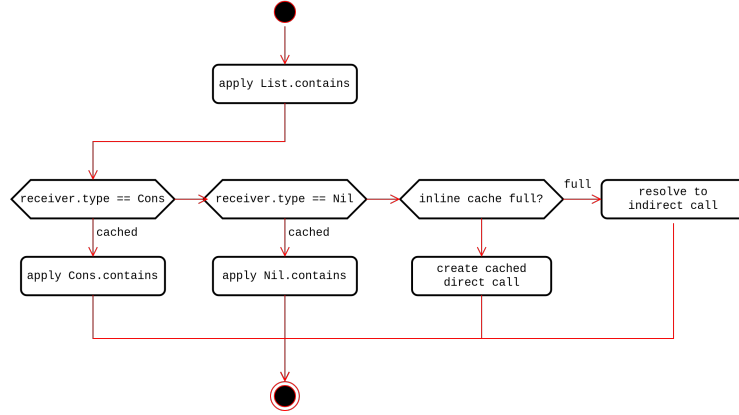 apply List.contains
full
receiver.type == Cons
receiver.type == Nil
inline cache full?
resolve to
indirect call
cached
cached
apply Cons.contains
apply Nil.contains
create cached
direct call